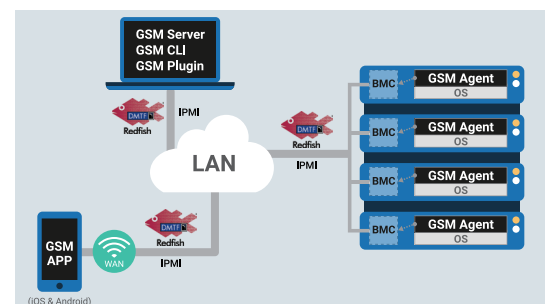 GSM Server
GSM CLI
GSM Plugin
DMTF
Redfish
IPMI
LAN
DMTF
Redfish
IPMI
BMC
GSM Agent
OS
BMC
GSM Agent
OS
BMC
GSM Agent
OS
BMC
GSM Agent
OS
DMTF
Redfish
IPMI
GSM
APP
WAN
(iOS & Android)